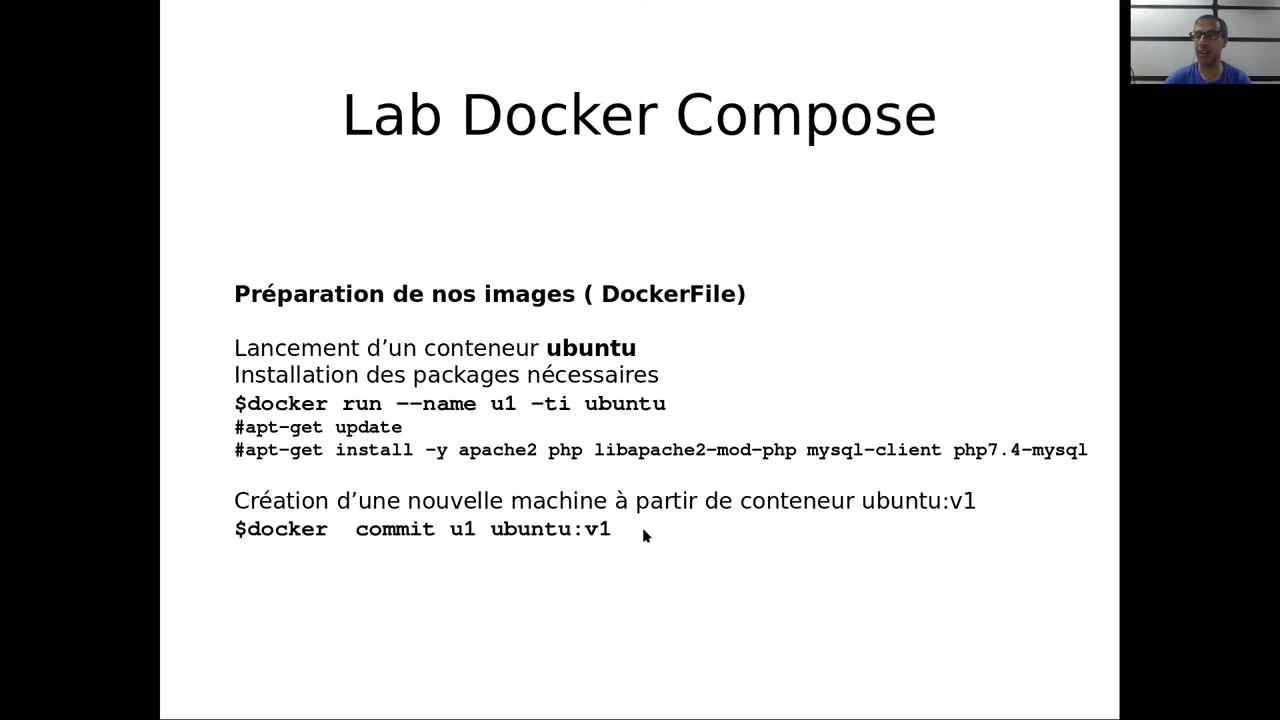 Lab Docker Compose
Préparation de nos images ( DockerFile)
Lancement d’un conteneur ubuntu
Installation des packages nécessaires
$docker run --name u1 -ti ubuntu
#apt-get update
#apt-get install -y apache2 php libapache2-mod-php mysql-client php7.4-mysql
Création d’une nouvelle machine à partir de conteneur ubuntu:v1
$docker  commit u1 ubuntu:v1